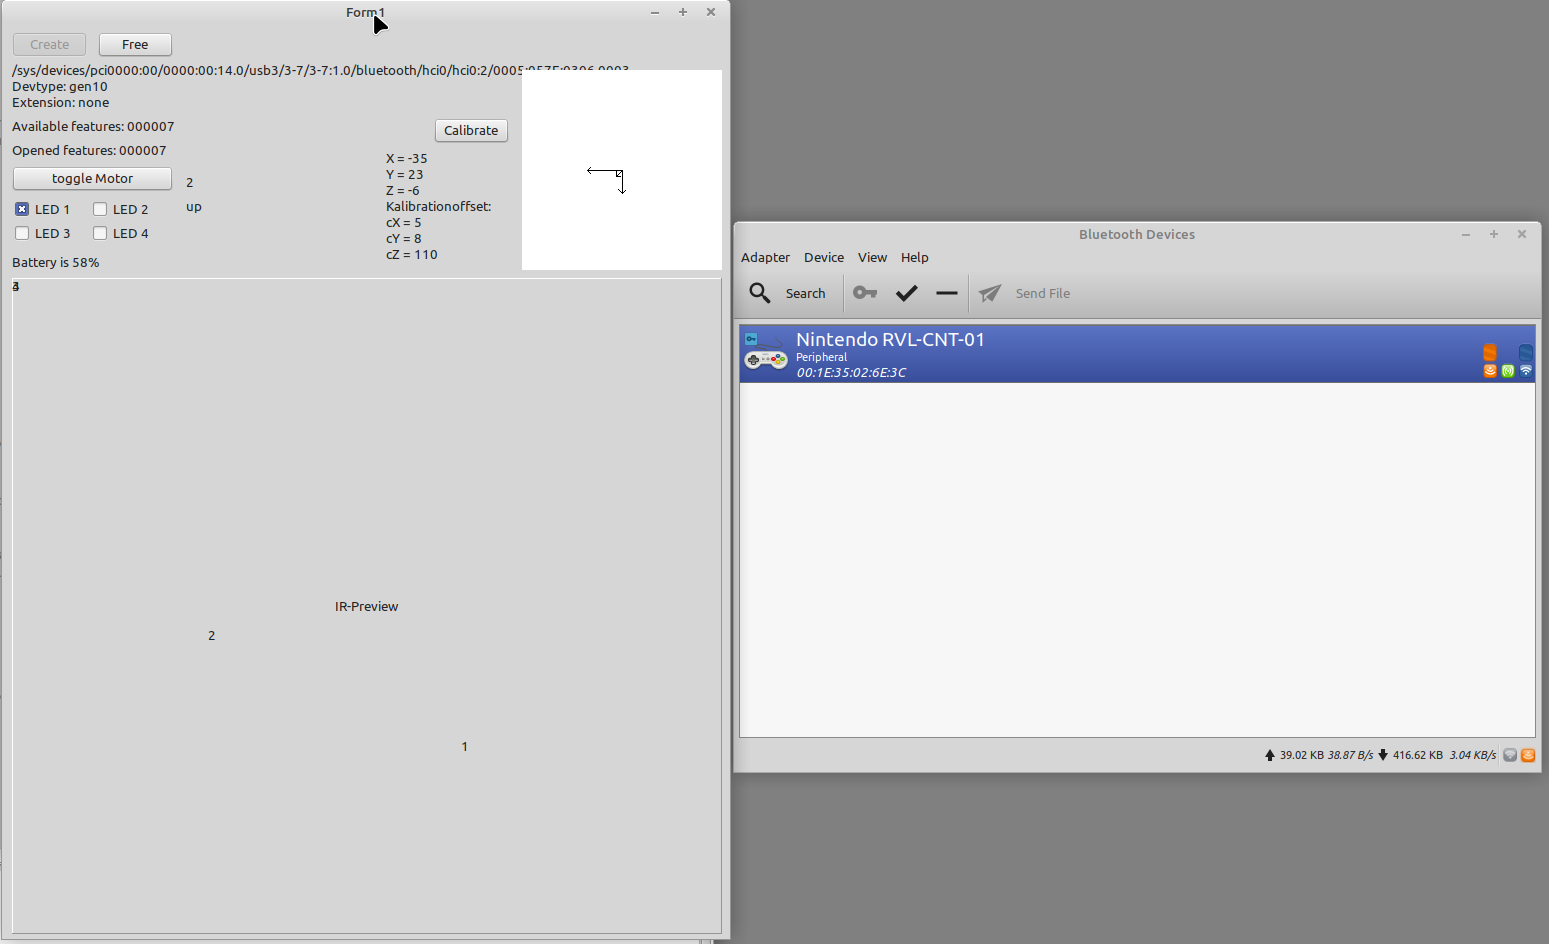 Form1
Create Free
/sys/devices/pci0000:00/0000:00:14.0/usb3/3-7/3-7:1.0/bluetooth/hci0/hci0:2/0005:057E:0306.0003
Devtype: gen10
Extension: none
Available features: 000007
Calibrate
Opened features: 000007
toggle Motor
2
up
LED 1 LED 2
LED 3 LED 4
X = -35
Y = 23
Z = -6
Kalibrationoffset:
cX = 5
cY = 8
cZ = 110
Battery is 58%
IR-Preview
2
1
Bluetooth Devices
Adapter Device View Help
Search Send File
Nintendo RVL-CNT-01
Peripheral
00:1E:35:02:6E:3C
39.02 KB 38.87 B/s 416.62 KB 3.04 KB/s